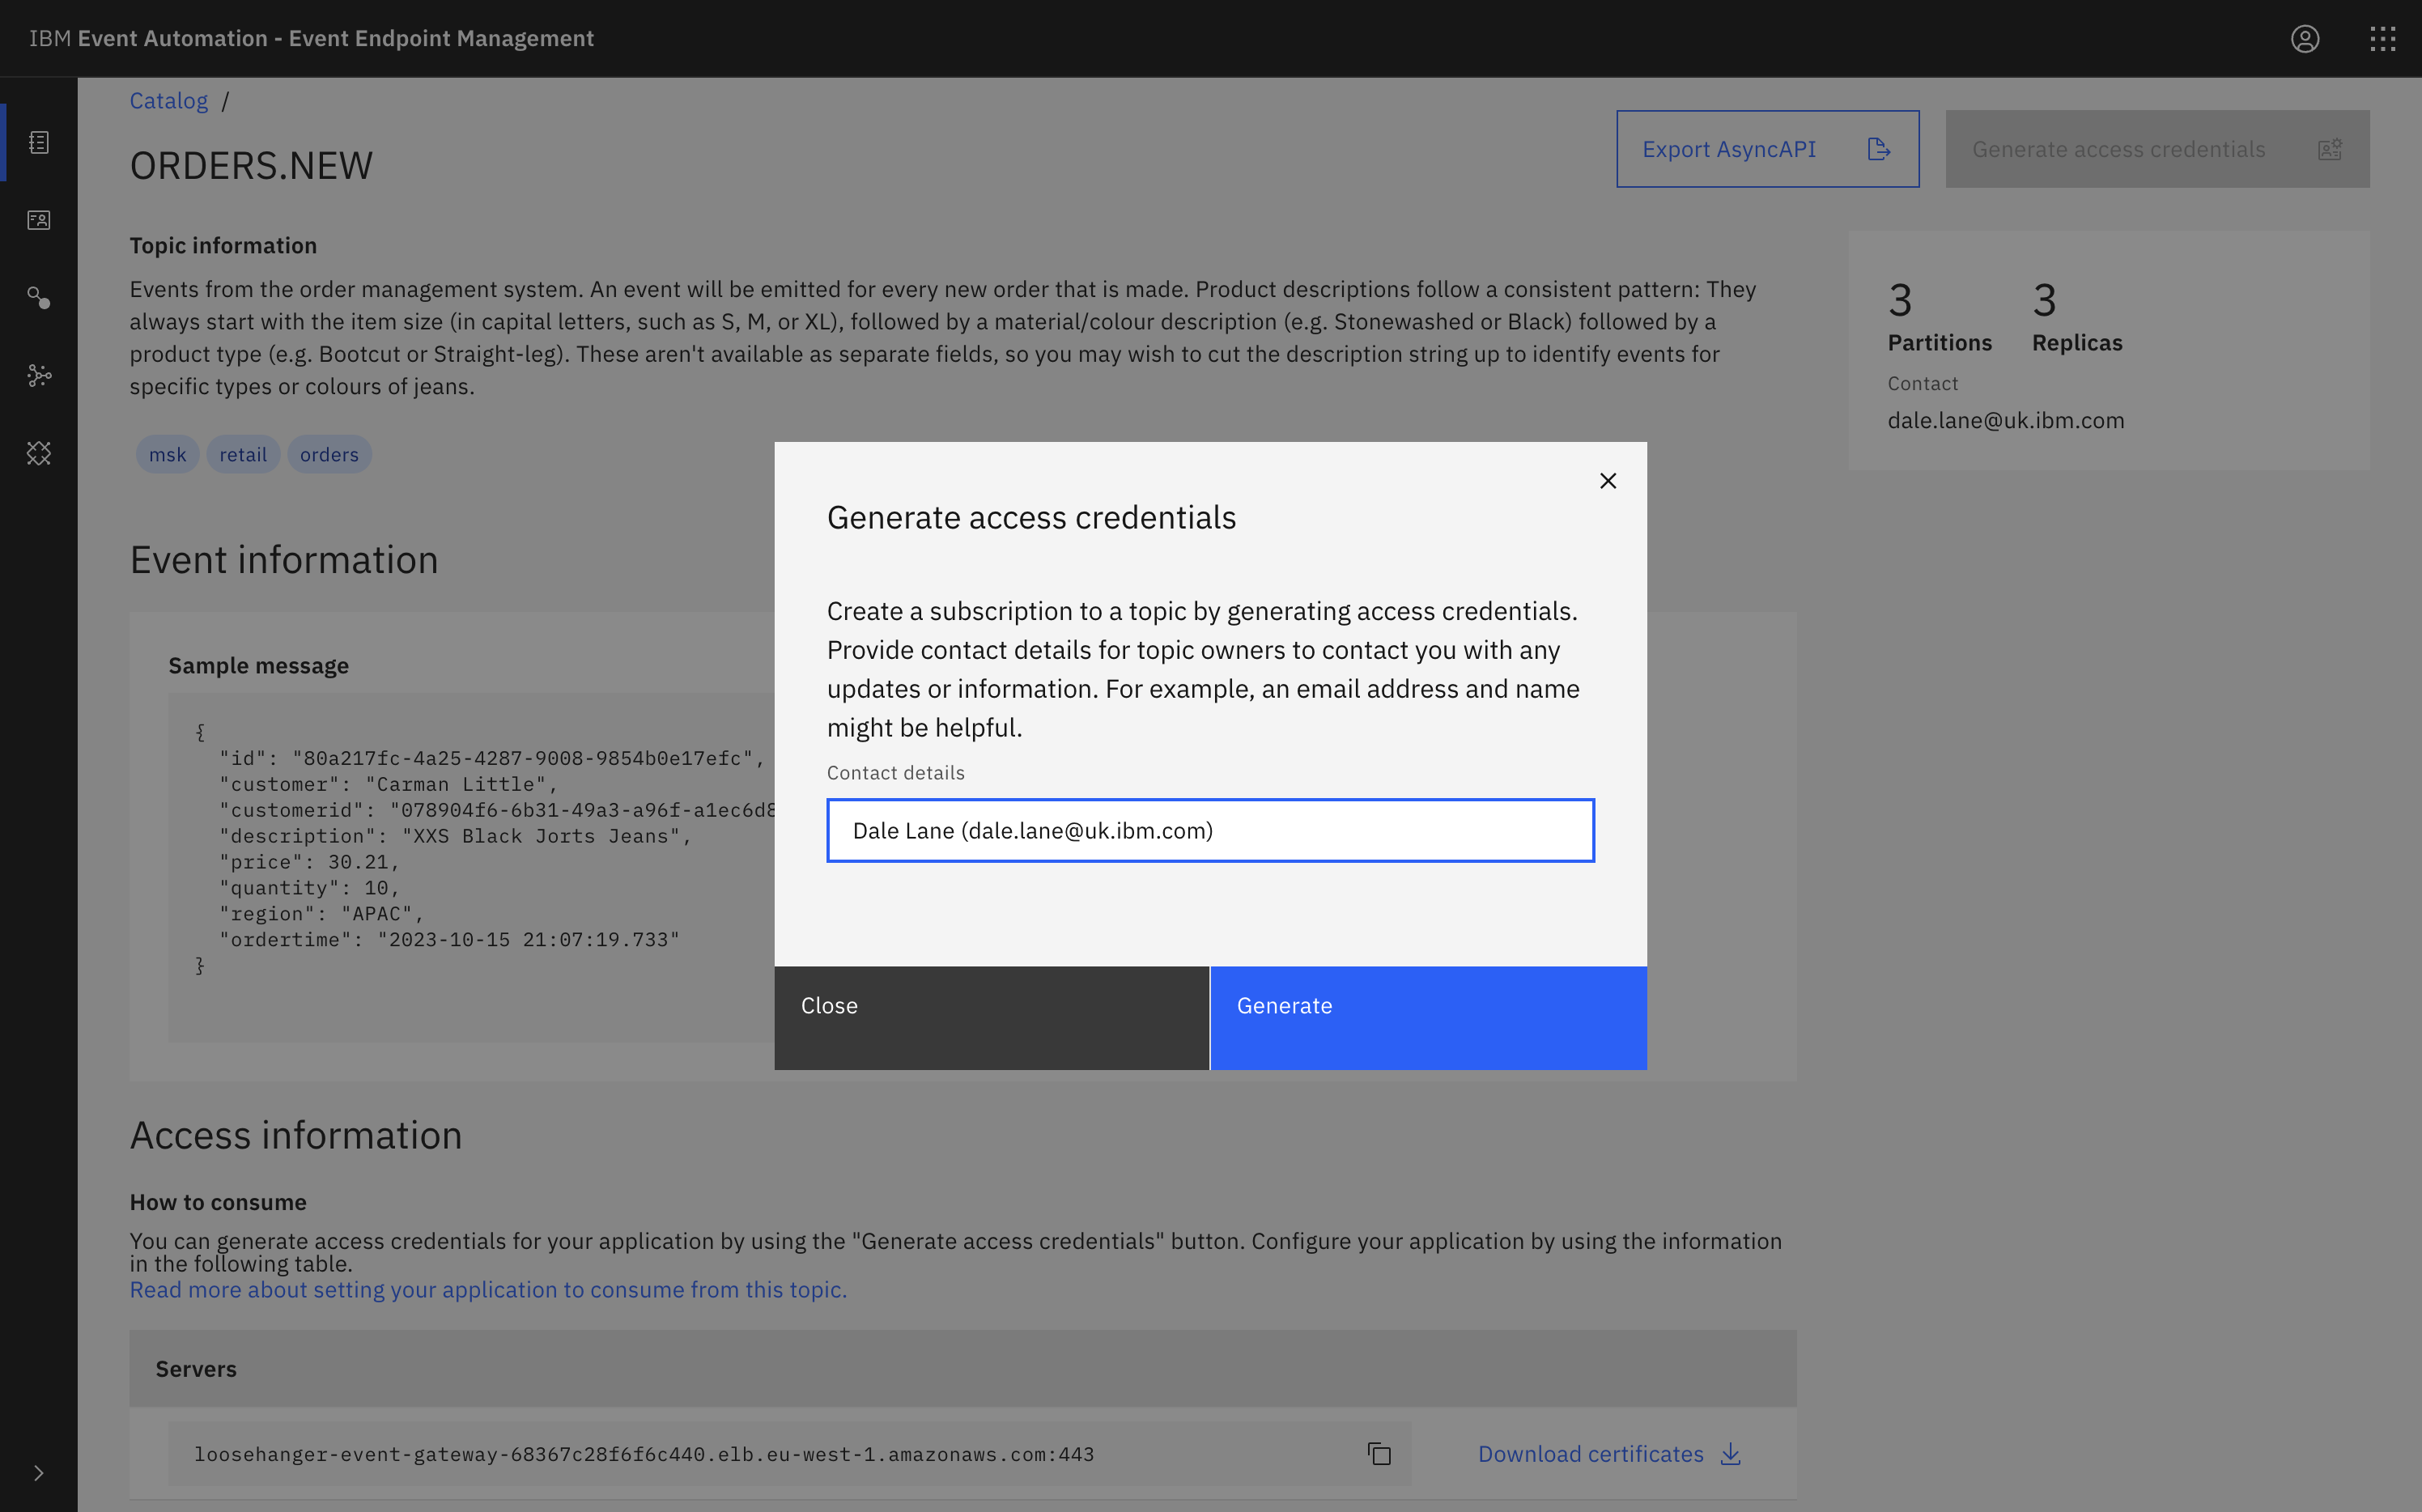 IBM Event Automation - Event Endpoint Management
Catalog /
ORDERS.NEW
Export AsyncAPI
Generate access credentials
Topic information
Events from the order management system. An event will be emitted for every new order that is made. Product descriptions follow a consistent pattern: They
always start with the item size (in capital letters, such as S, M, or XL), followed by a material/colour description (e.g. Stonewashed or Black) followed by a
product type (e.g. Bootcut or Straight-leg). These aren't available as separate fields, so you may wish to cut the description string up to identify events for
specific types or colours of jeans.
msk retail orders
3 3
Partitions Replicas
Contact
dale.lane@uk.ibm.com
Event information
Sample message
{
"id": "80a217fc-4a25-4287-9008-9854b0e17efc",
"customer": "Carman Little",
"customerid": "078904f6-6b31-49a3-a96f-a1ec6d8
"description": "XXS Black Jorts Jeans",
"price": 30.21,
"quantity": 10,
"region": "APAC",
"ordertime": "2023-10-15 21:07:19.733"
}
Generate access credentials
Create a subscription to a topic by generating access credentials.
Provide contact details for topic owners to contact you with any
updates or information. For example, an email address and name
might be helpful.
Contact details
Dale Lane (dale.lane@uk.ibm.com)
Close
Generate
Access information
How to consume
You can generate access credentials for your application by using the "Generate access credentials" button. Configure your application by using the information
in the following table.
Read more about setting your application to consume from this topic.
Servers
loosehanger-event-gateway-68367c28f6f6c440.elb.eu-west-1.amazonaws.com:443
Download certificates